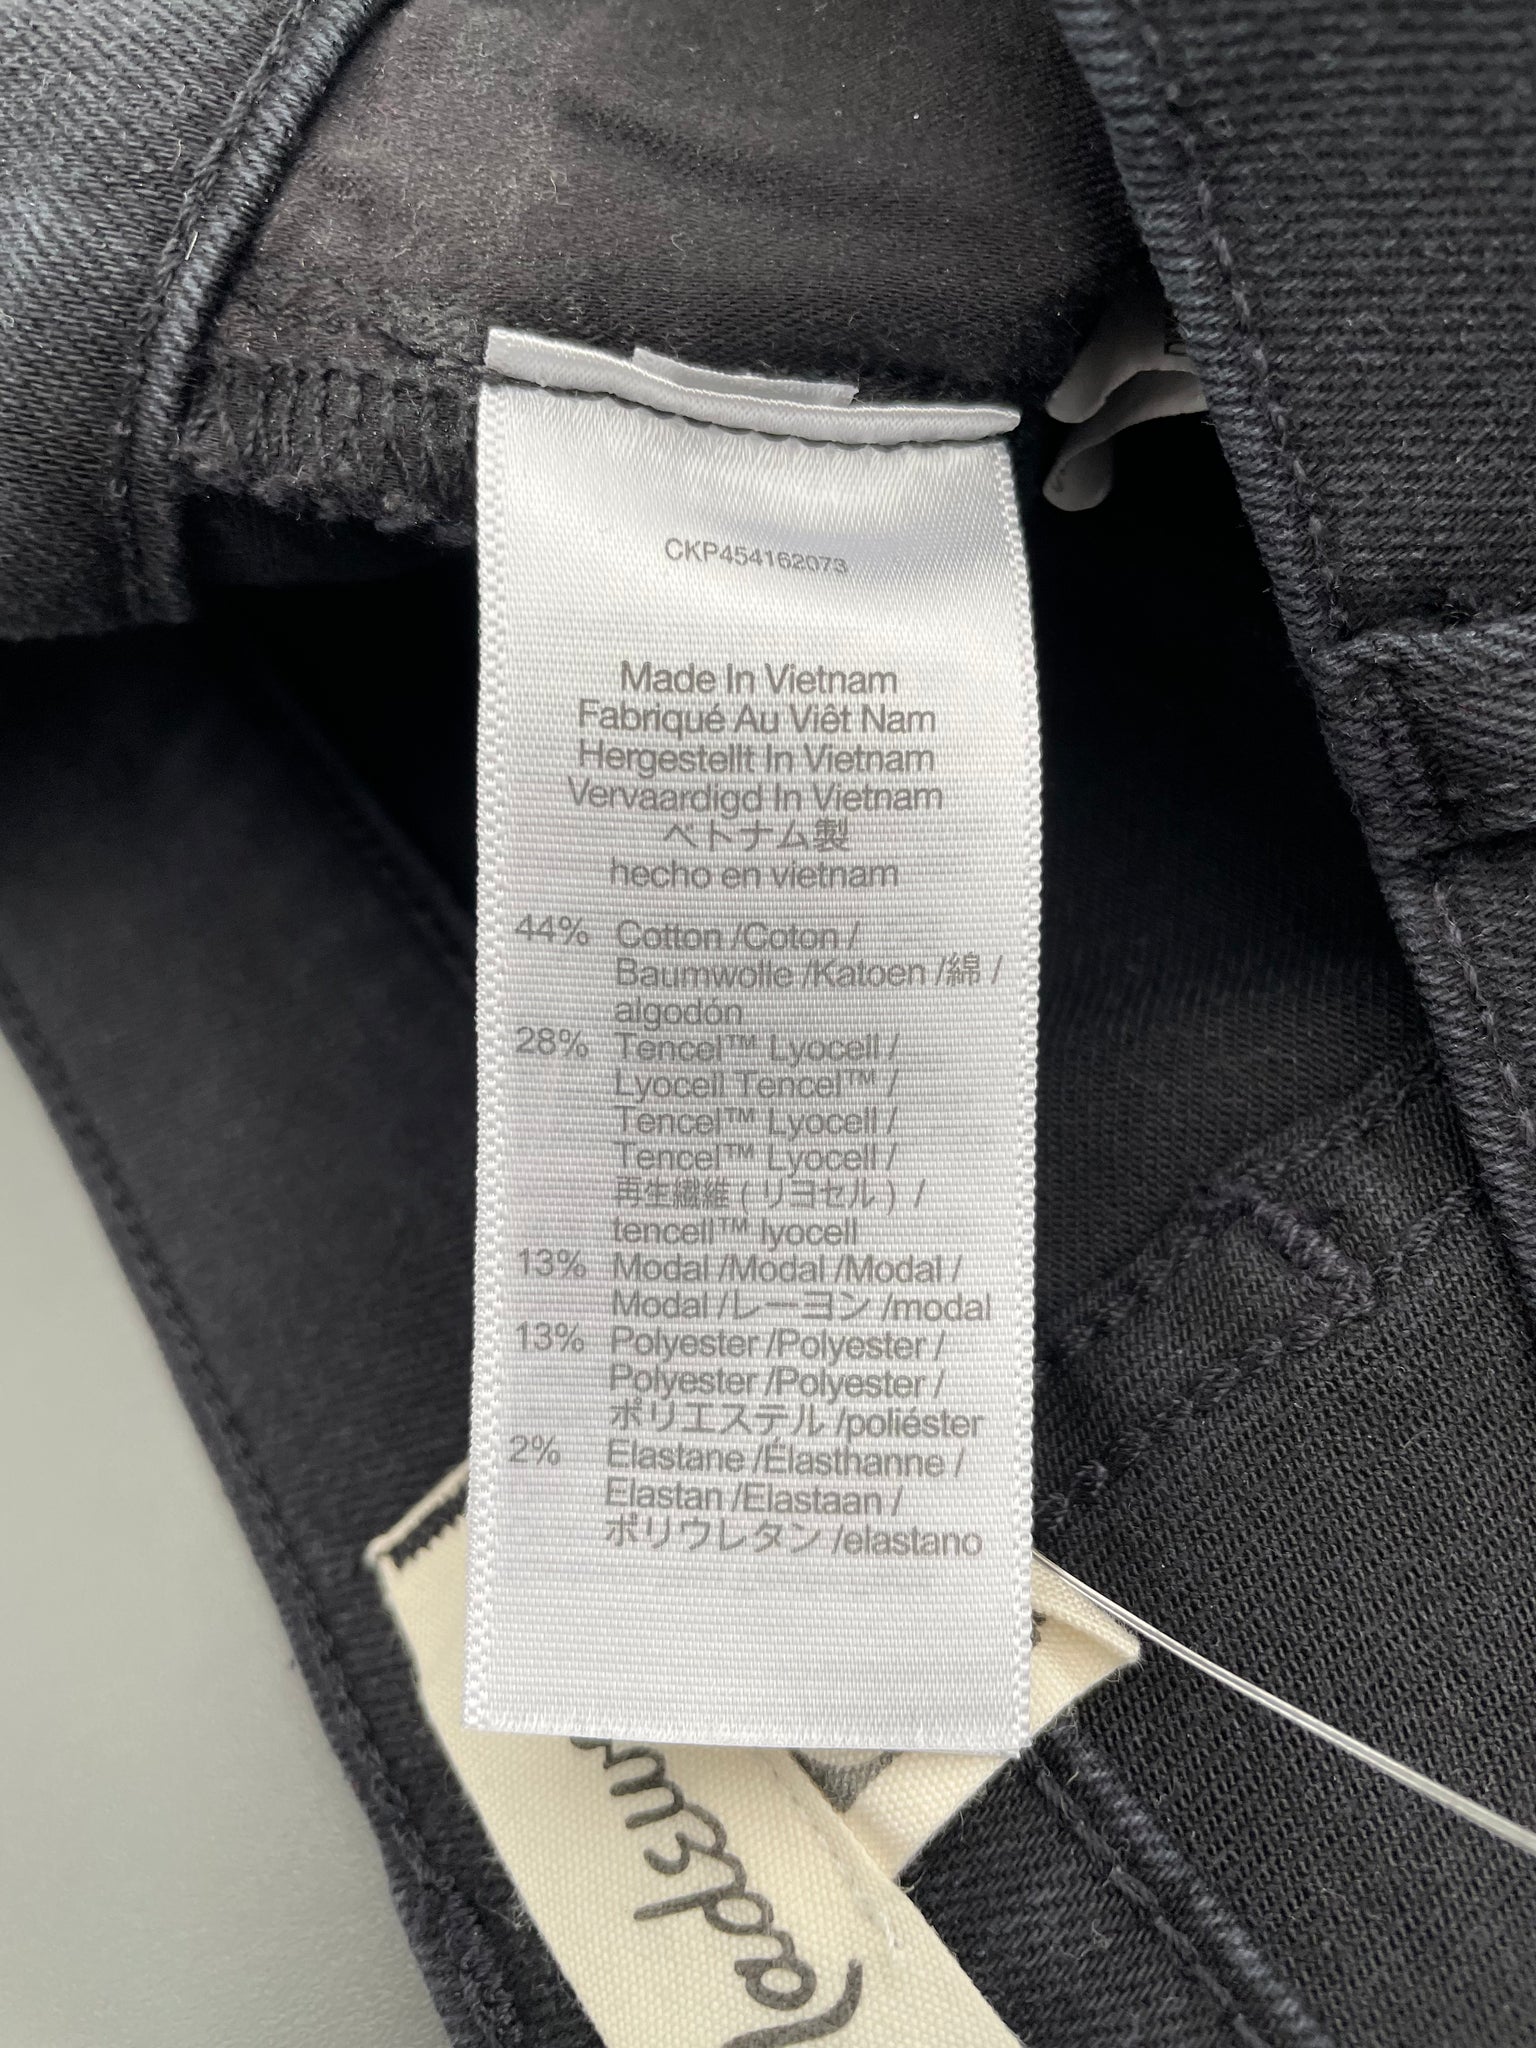 CKP454162073
Made In Vietnam
Fabriqué Au Viêt Nam
Hergestellt In Vietnam
Vervaardigd In Vietnam
ベトナム製
hecho en vietnam
44% Cotton /Coton /
Baumwolle /Katoen /綿 /
algodón
28% Tencel™ Lyocell /
Lyocell Tencel™ /
Tencel™ Lyocell /
Tencel™ Lyocell /
再生繊維 ( リヨセル ) /
tencell™ lyocell
13% Modal /Modal /Modal /
Modal /レーヨン /modal
13% Polyester /Polyester /
Polyester /Polyester /
ポリエステル /poliéster
2% Elastane /Élasthanne /
Elastan /Elastaan /
ポリウレタン /elastano